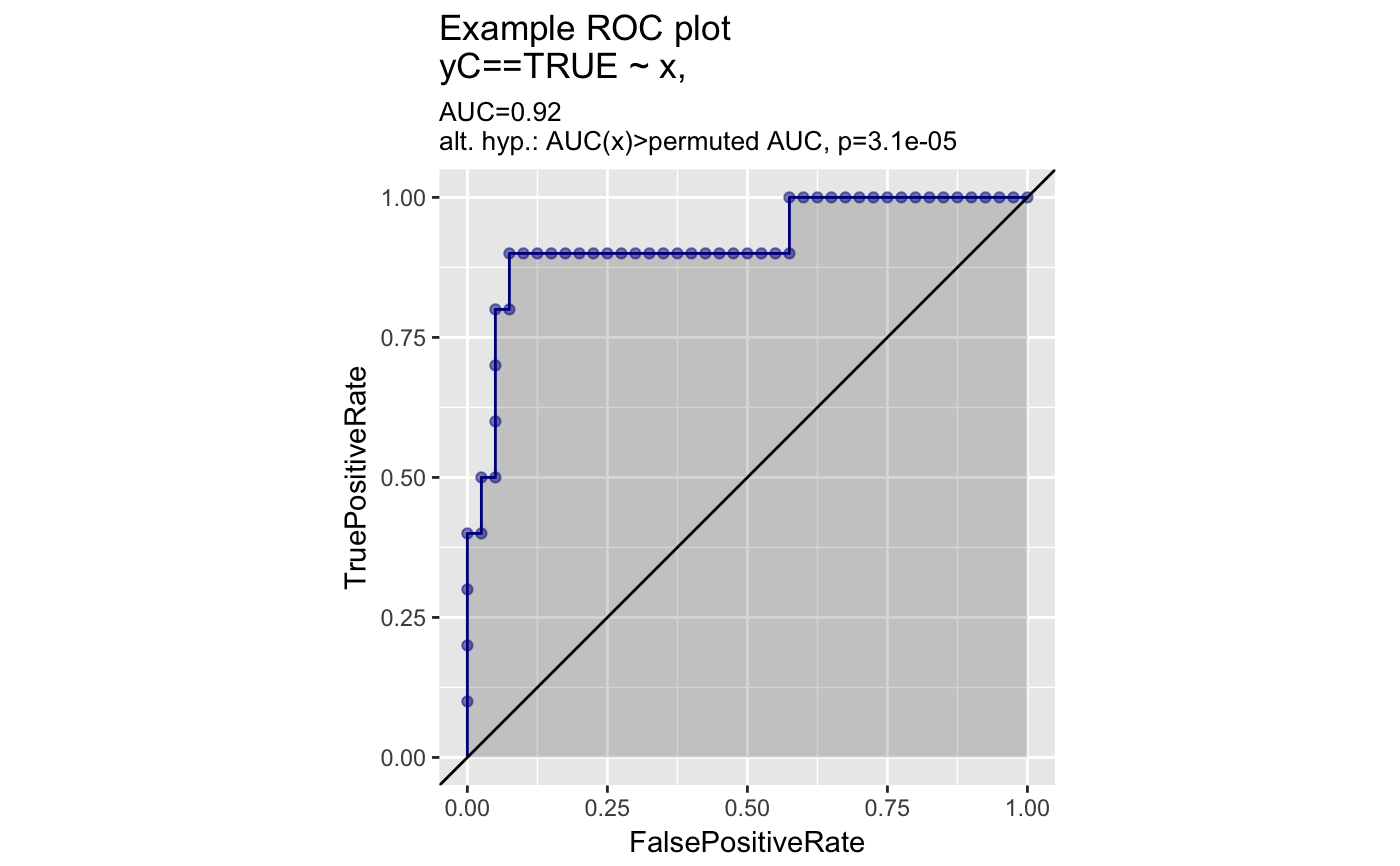 Example ROC plot
yC==TRUE ~ x,
AUC=0.92
alt. hyp.: AUC(x)>permuted AUC, p=3.1e-05
1.00
0.75
0.50
0.25
0.00
TruePositiveRate
0.00 0.25 0.50 0.75 1.00
FalsePositiveRate